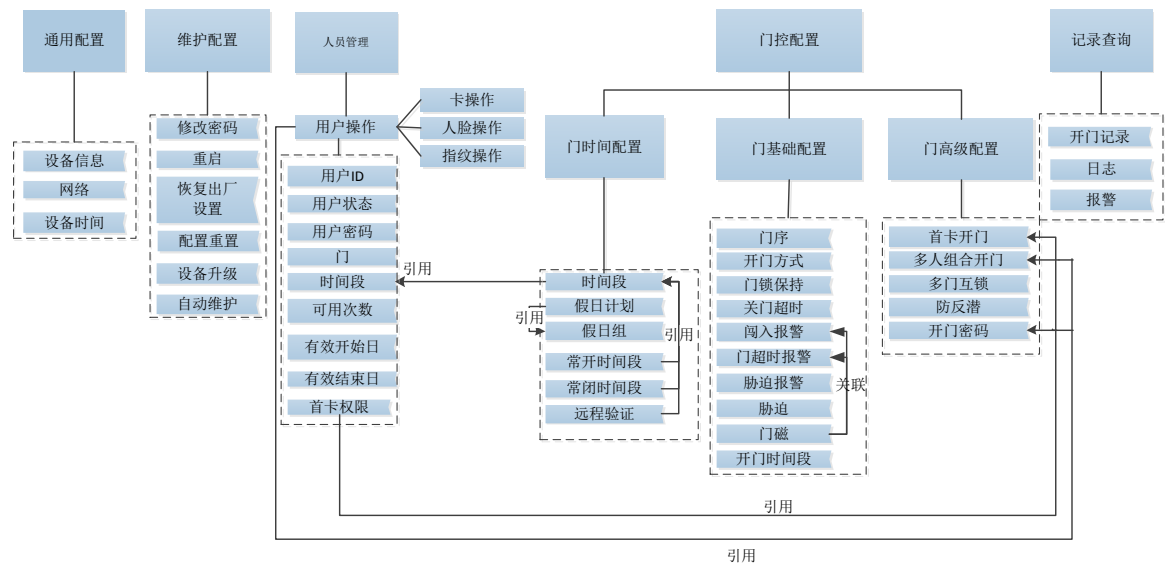 通用配置
维护配置
人员管理
门控配置
记录查询
设备信息
网络
设备时间
修改密码
重启
恢复出厂
设置
配置重置
设备升级
自动维护
用户操作
卡操作
人脸操作
指纹操作
用户ID
用户状态
用户密码
门
时间段
可用次数
有效开始日
有效结束日
首卡权限
引用
门时间配置
时间段
假日计划
假日组
常开时间段
常闭时间段
远程验证
引用
引用
门基础配置
门序
开门方式
门锁保持
关门超时
闯入报警
门超时报警
胁迫报警
胁迫
门磁
开门时间段
关联
门高级配置
首卡开门
多人组合开门
多门互锁
防反潜
开门密码
开门记录
日志
报警
引用
引用